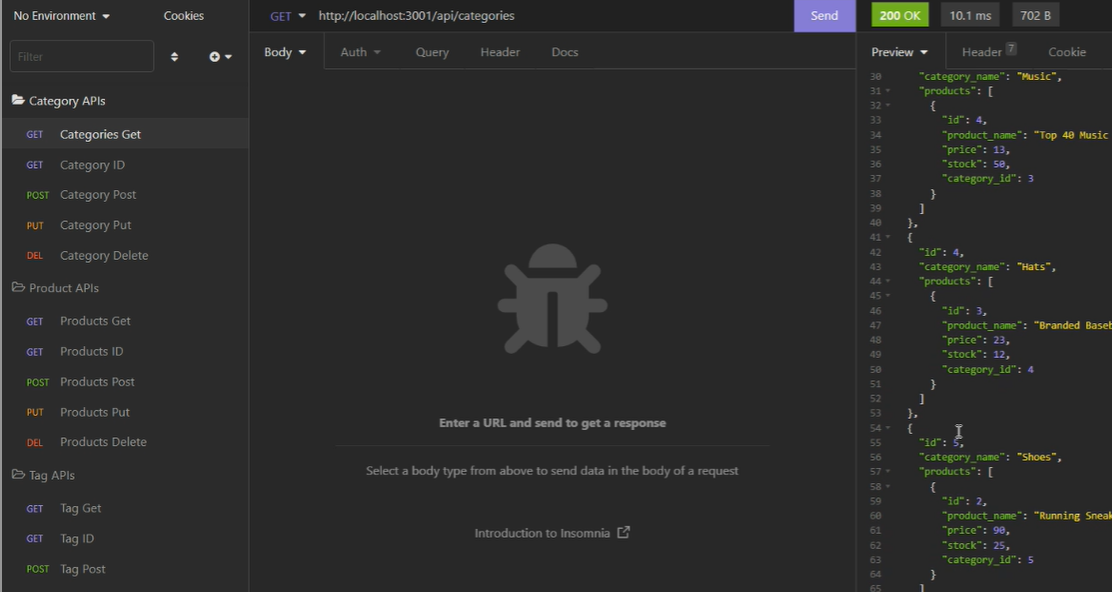 No Environment
Cookies
Filter
Category APIs
GET Categories Get
GET Category ID
POST Category Post
PUT Category Put
DEL Category Delete
Product APIs
GET Products Get
GET Products ID
POST Products Post
PUT Products Put
DEL Products Delete
Tag APIs
GET Tag Get
GET Tag ID
POST Tag Post
GET http://localhost:3001/api/categories Send
Body Auth Query Header Docs
Enter a URL and send to get a response
Select a body type from above to send data in the body of a request
Introduction to Insomnia
200 OK 10.1 ms 702 B
Preview Header 7 Cookie
30 "category_name": "Music",
31 "products": [
32 {
33 "id": 4,
34 "product_name": "Top 40 Music
35 "price": 13,
36 "stock": 50,
37 "category_id": 3
38 }
39 ]
40 },
41 {
42 "id": 4,
43 "category_name": "Hats",
44 "products": [
45 {
46 "id": 3,
47 "product_name": "Branded Baseb
48 "price": 23,
49 "stock": 12,
50 "category_id": 4
51 }
52 ]
53 },
54 {
55 "id": 5,
56 "category_name": "Shoes",
57 "products": [
58 {
59 "id": 2,
60 "product_name": "Running Sneak
61 "price": 90,
62 "stock": 25,
63 "category_id": 5
64 }
65 ]